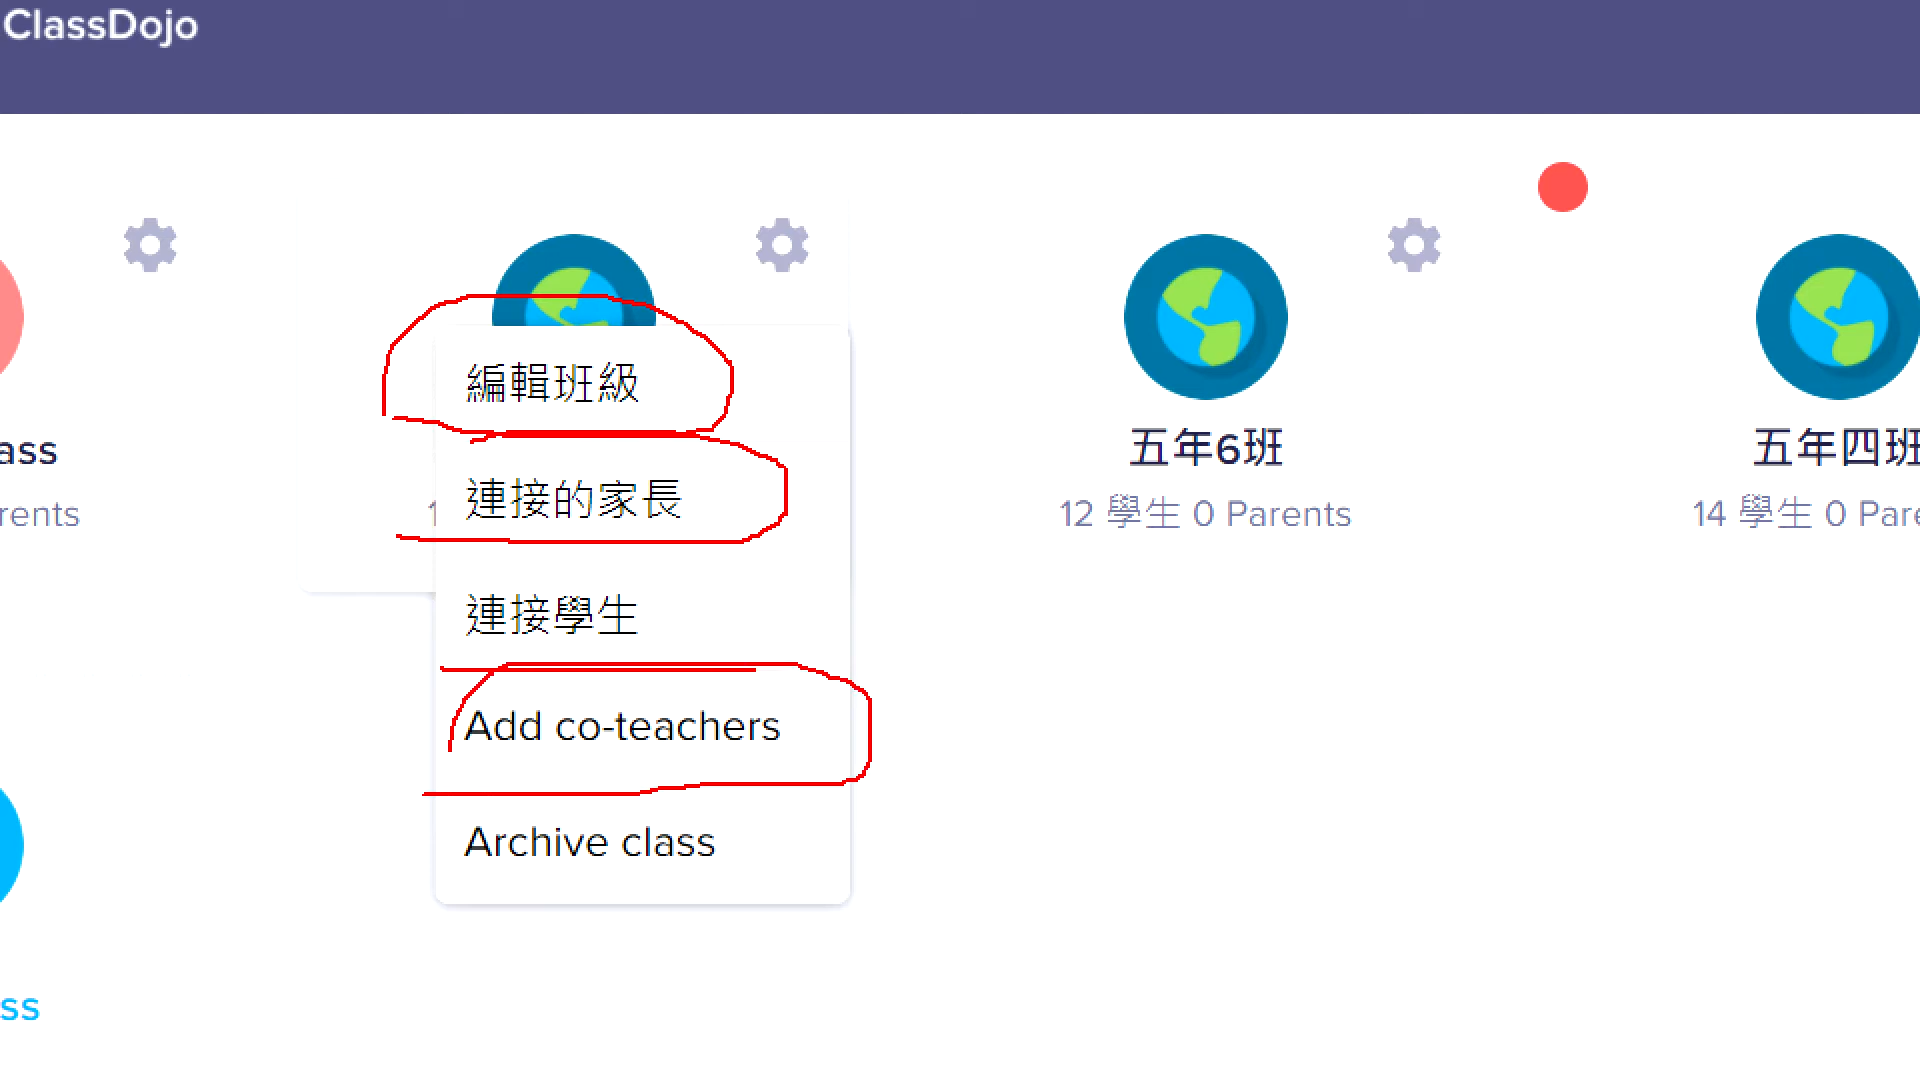 ClassDojo
ass
rents
1
編輯班級
連接的家長
連接學生
Add co-teachers
Archive class
五年6班
12 學生 0 Parents
五年四班
14 學生 0 Pare
ss